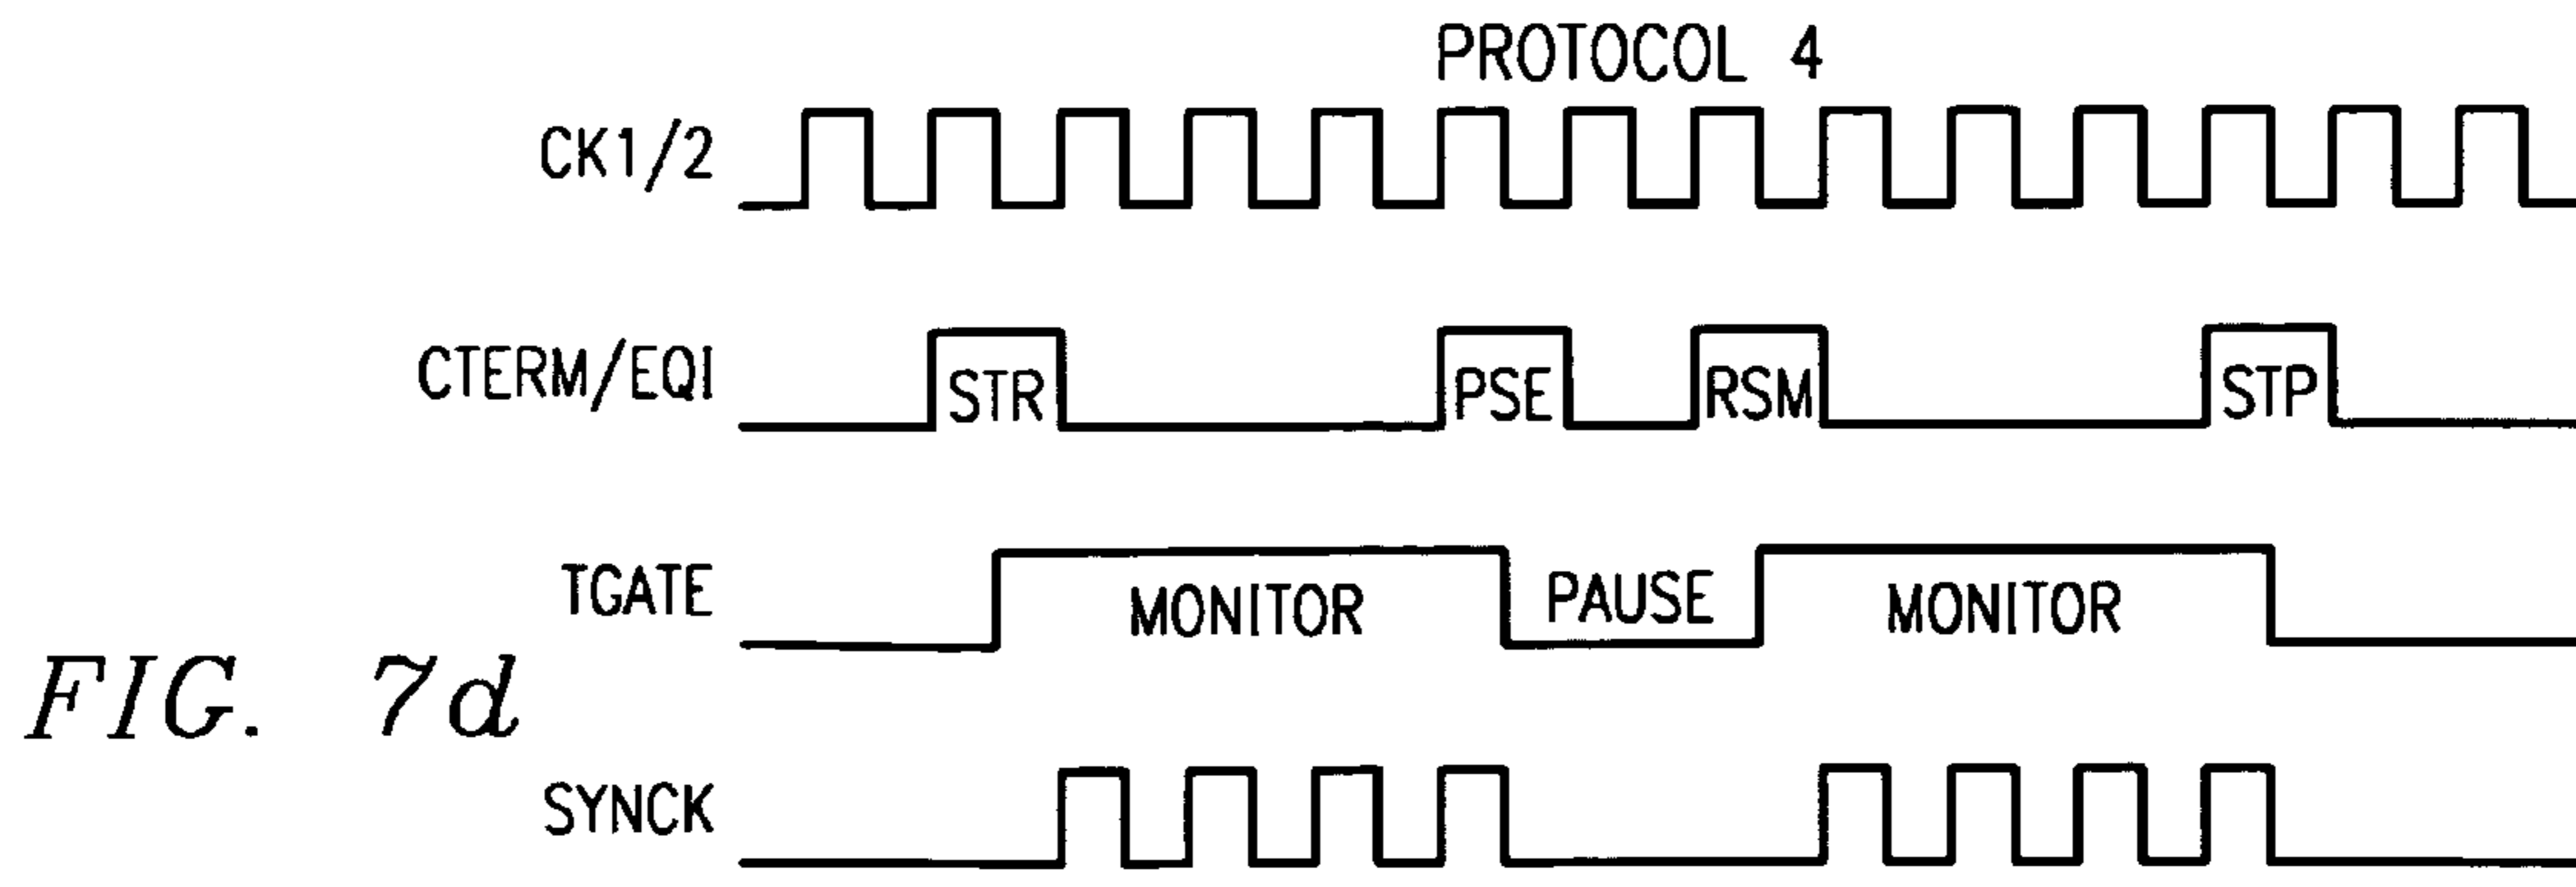 PROTOCOL 4
CK1/2
CTERM/EQI
STR
PSE
RSM
STP
TGATE
MONITOR
PAUSE
MONITOR
FIG. 7d
SYNCK